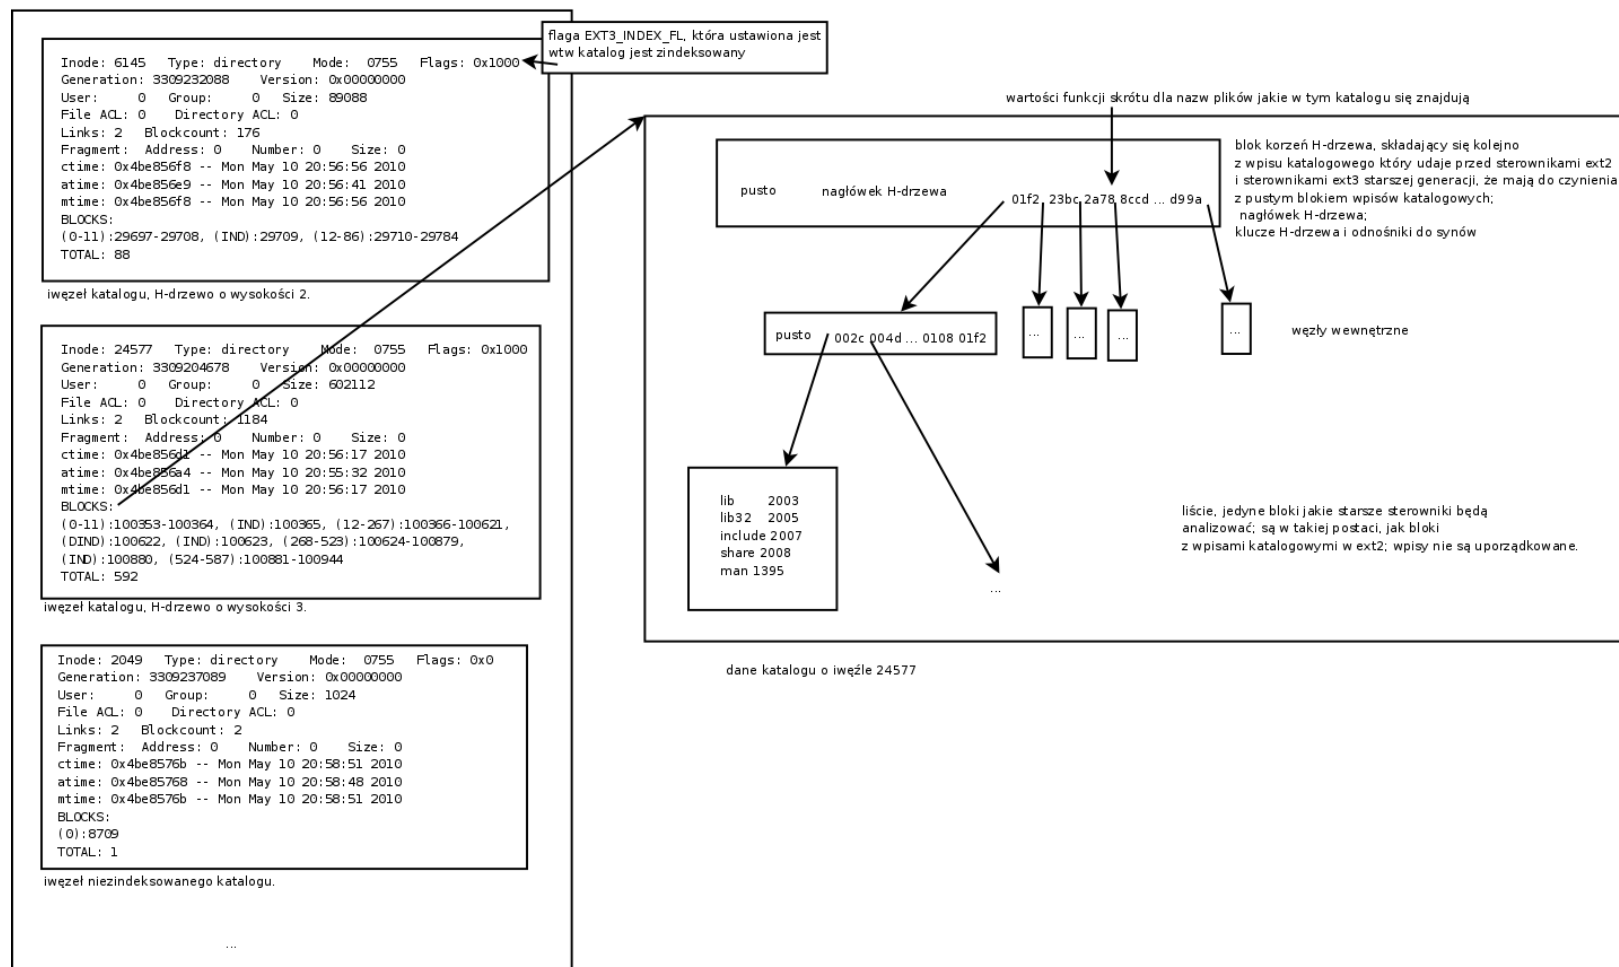 flaga EXT3_INDEX_FL, która ustawiona jest
wtw katalog jest zindeksowany
Inode: 6145 Type: directory Mode: 0755 Flags: 0x1000
Generation: 3309232088 Version: 0x00000000
User: 0 Group: 0 Size: 89088
File ACL: 0 Directory ACL: 0
Links: 2 Blockcount: 176
Fragment: Address: 0 Number: 0 Size: 0
ctime: 0x4be856f8 -- Mon May 10 20:56:56 2010
atime: 0x4be856e9 -- Mon May 10 20:56:41 2010
mtime: 0x4be856f8 -- Mon May 10 20:56:56 2010
BLOCKS:
(0-11):29697-29708, (IND):29709, (12-86):29710-29784
TOTAL: 88
iwęzeł katalogu, H-drzewo o wysokości 2.
Inode: 24577 Type: directory Mode: 0755 Flags: 0x1000
Generation: 3309204678 Version: 0x00000000
User: 0 Group: 0 Size: 602112
File ACL: 0 Directory ACL: 0
Links: 2 Blockcount: 1184
Fragment: Address: 0 Number: 0 Size: 0
ctime: 0x4be856d1 -- Mon May 10 20:56:17 2010
atime: 0x4be856a4 -- Mon May 10 20:55:32 2010
mtime: 0x4be856d1 -- Mon May 10 20:56:17 2010
BLOCKS:
(0-11):100353-100364, (IND):100365, (12-267):100366-100621,
(DIND):100622, (IND):100623, (268-523):100624-100879,
(IND):100880, (524-587):100881-100944
TOTAL: 592
iwęzeł katalogu, H-drzewo o wysokości 3.
Inode: 2049 Type: directory Mode: 0755 Flags: 0x0
Generation: 3309237089 Version: 0x00000000
User: 0 Group: 0 Size: 1024
File ACL: 0 Directory ACL: 0
Links: 2 Blockcount: 2
Fragment: Address: 0 Number: 0 Size: 0
ctime: 0x4be8576b -- Mon May 10 20:58:51 2010
atime: 0x4be85768 -- Mon May 10 20:58:48 2010
mtime: 0x4be8576b -- Mon May 10 20:58:51 2010
BLOCKS:
(0):8709
TOTAL: 1
iwęzeł niezindeksowanego katalogu.
...
wartości funkcji skrótu dla nazw plików jakie w tym katalogu się znajdują
pusto nagłówek H-drzewa 01f2 23bc 2a78 8ccd ... d99a
blok korzeń H-drzewa, składający się kolejno
z wpisu katalogowego który udaje przed sterownikami ext2
i sterownikami ext3 starszej generacji, że mają do czynienia
z pustym blokiem wpisów katalogowych;
nagłówek H-drzewa;
klucze H-drzewa i odnośniki do synów
pusto 002c 004d ... 0108 01f2
...
...
...
...
węzły wewnętrzne
lib 2003
lib32 2005
include 2007
share 2008
man 1395
...
liście, jedyne bloki jakie starsze sterowniki będą
analizować; są w takiej postaci, jak bloki
z wpisami katalogowymi w ext2; wpisy nie są uporządkowane.
dane katalogu o iwęźle 24577